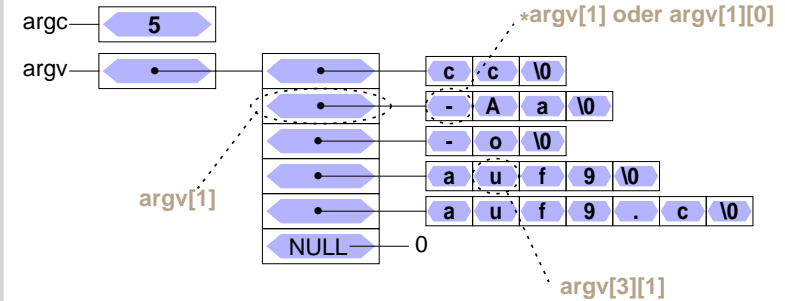 *argv[1] oder argv[1][0]
argc 5
argv c c \0
- A a \0
- o \0
a u f 9 \0
argv[1]
a u f 9 . c \0
NULL 0
argv[3][1]